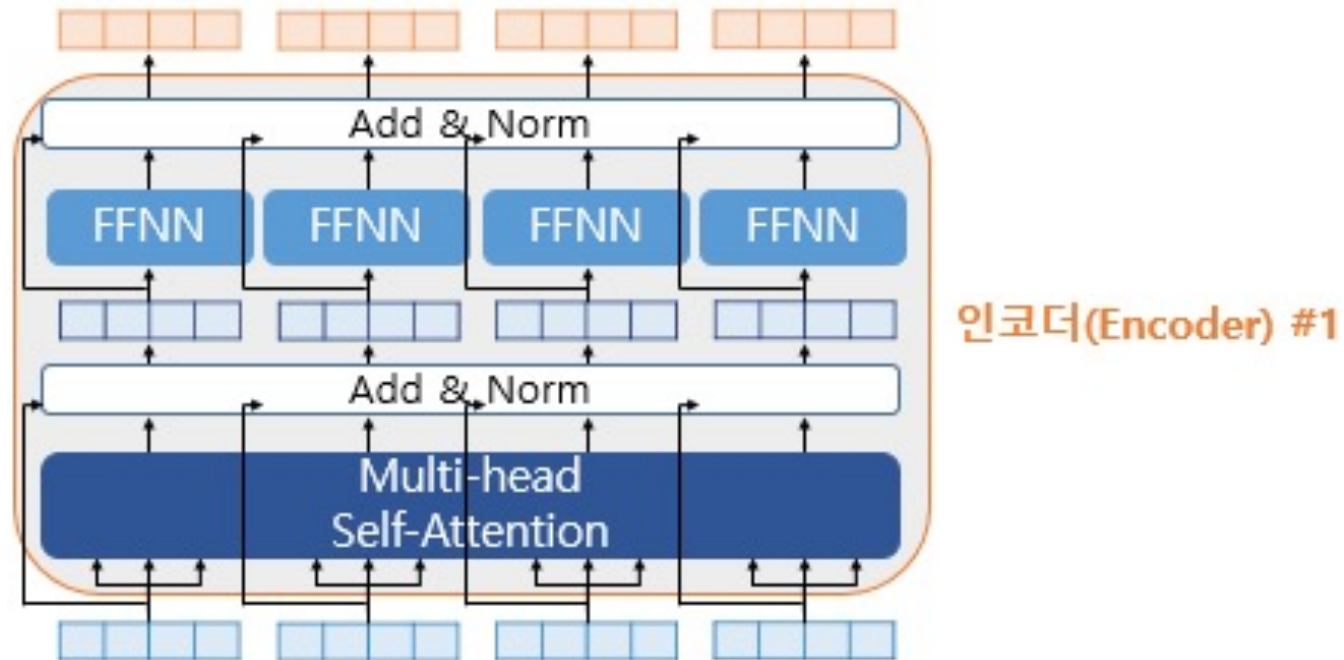 Add & Norm
FFNN FFNN FFNN FFNN
인코더(Encoder) #1
Add & Norm
Multi-head
Self-Attention